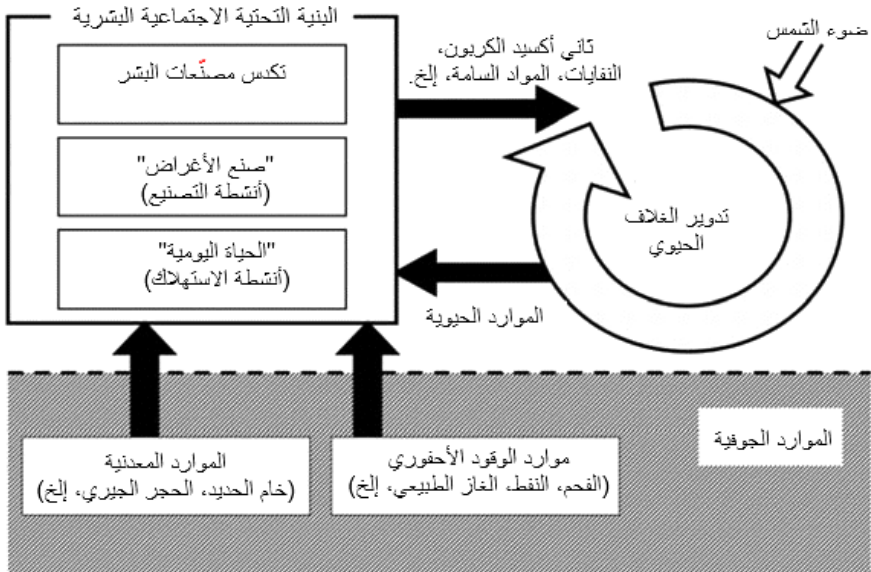 البنية التحتية الاجتماعية البشرية
تكدس مصنّعات البشر
"صنع الأغراض"
(أنشطة التصنيع)
"الحياة اليومية"
(أنشطة الاستهلاك)
ثاني أكسيد الكربون،
النفايات، المواد السامة، إلخ.
ضوء الشمس
تدوير الغلاف
الحيوي
الموارد الحيوية
الموارد الجوفية
موارد الوقود الأحفوري
(الفحم، النفط، الغاز الطبيعي، إلخ)
الموارد المعدنية
(خام الحديد، الحجر الجيري، إلخ)